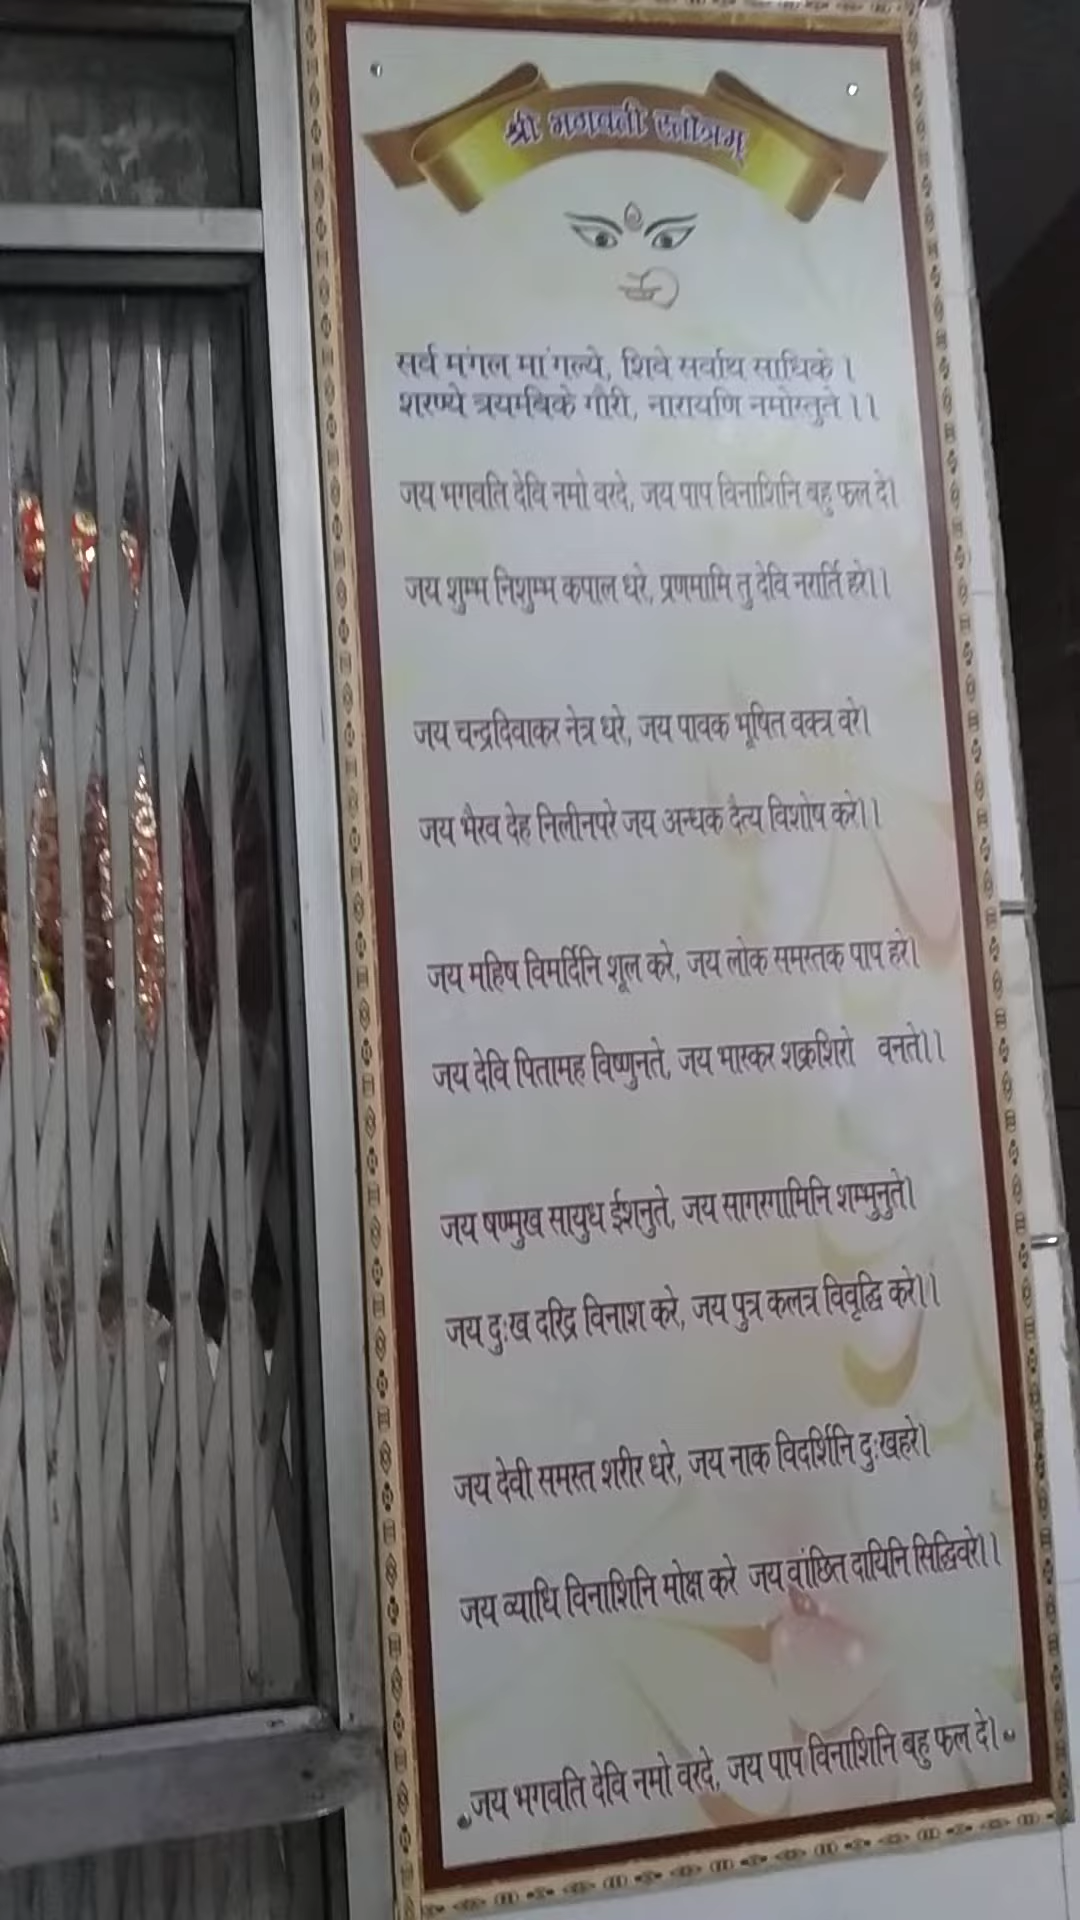 श्री भगवती स्तोत्रम्
सर्व मंगल मांगल्ये, शिवे सर्वाथ साधिके ।
शरण्ये त्रयमबिके गौरी, नारायणि नमोस्तुते ।।
जय भगवति देवि नमो वरदे, जय पाप विनाशिनि बहु फल दे।
जय शुम्भ निशुम्भ कपाल धरे, प्रणमामि तु देवि नरार्ति हरे।।
जय चन्द्रदिवाकर नेत्र धरे, जय पावक भूषित वक्त्र वरे।
जय भैरव देह निलीनपरे जय अन्धक दैत्य विशोष करे।।
जय महिष विमर्दिनि शूल करे, जय लोक समस्तक पाप हरे।
जय देवि पितामह विष्णुनते, जय भास्कर शक्रशिरो वनते।।
जय षण्मुख सायुध ईशनुते, जय सागरगामिनि शम्भुनुते।
जय दुःख दरिद्र विनाश करे, जय पुत्र कलत्र विवृद्धि करे।।
जय देवी समस्त शरीर धरे, जय नाक विदर्शिनि दुःखहरे।
जय व्याधि विनाशिनि मोक्ष करे जय वांछित दायिनि सिद्धिवरे।।
जय भगवति देवि नमो वरदे, जय पाप विनाशिनि बहु फल दे।